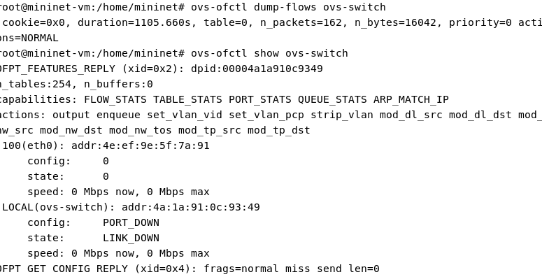 root@mininet-vm:/home/mininet# ovs-ofctl dump-flows ovs-switch
cookie=0x0, duration=1105.660s, table=0, n_packets=162, n_bytes=16042, priority=0 acti
ons=NORMAL
root@mininet-vm:/home/mininet# ovs-ofctl show ovs-switch
OFPT_FEATURES_REPLY (xid=0x2): dpid:00004a1a910c9349
n_tables:254, n_buffers:0
capabilities: FLOW_STATS TABLE_STATS PORT_STATS QUEUE_STATS ARP_MATCH_IP
actions: output enqueue set_vlan_vid set_vlan_pcp strip_vlan mod_dl_src mod_dl_dst mod_
nw_src mod_nw_dst mod_nw_tos mod_tp_src mod_tp_dst
100(eth0): addr:4e:ef:9e:5f:7a:91
config: 0
state: 0
speed: 0 Mbps now, 0 Mbps max
LOCAL(ovs-switch): addr:4a:1a:91:0c:93:49
config: PORT_DOWN
state: LINK_DOWN
speed: 0 Mbps now, 0 Mbps max
OFPT_GET_CONFIG_REPLY (xid=0x4): frags=normal miss_send_len=0